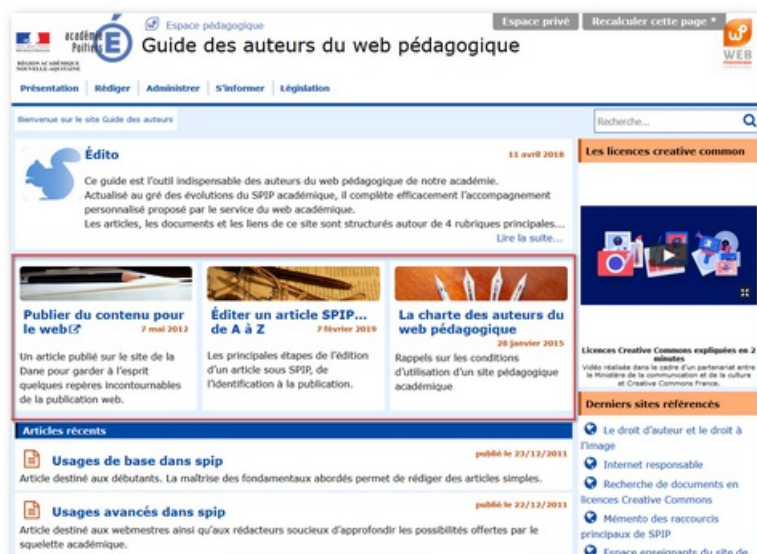 Espace pédagogique
Espace privé
Recalculer cette page *
académie
Poitiers
Guide des auteurs du web pédagogique
RÉGION ACADÉMIQUE
NOUVELLE-AQUITAINE
WEB
Présentation
Rédiger
Administrer
S'informer
Législation
Bienvenue sur le site Guide des auteurs
Recherche...
Édito
11 avril 2018
Ce guide est l'outil indispensable des auteurs du web pédagogique de notre académie.
Actualisé au gré des évolutions du SPIP académique, il complète efficacement l'accompagnement
personnalisé proposé par le service du web académique.
Les articles, les documents et les liens de ce site sont structurés autour de 4 rubriques principales...
Lire la suite...
Publier du contenu pour
le web
7 mai 2012
Un article publié sur le site de la
Dane pour garder à l'esprit
quelques repères incontournables
de la publication web.
Éditer un article SPIP...
de A à Z
7 février 2019
Les principales étapes de l'édition
d'un article sous SPIP, de
l'identification à la publication.
La charte des auteurs du
web pédagogique
28 janvier 2015
Rappels sur les conditions
d'utilisation d'un site pédagogique
académique
Articles récents
Usages de base dans spip
publié le 23/12/2011
Article destiné aux débutants. La maîtrise des fondamentaux abordés permet de rédiger des articles simples.
Usages avancés dans spip
publié le 22/12/2011
Article destiné aux webmestres ainsi qu'aux rédacteurs soucieux d'approfondir les possibilités offertes par le
squelette académique.
Les licences creative common
Licences Creative Commons expliquées en 2
minutes
Vidéo réalisée dans le cadre d'un partenariat entre
le Ministère de la communication et de la culture
et Creative Commons France.
Derniers sites référencés
Le droit d'auteur et le droit à
l'image
Internet responsable
Recherche de documents en
licences Creative Commons
Mémento des raccourcis
principaux de SPIP
Espace enseignants du site de